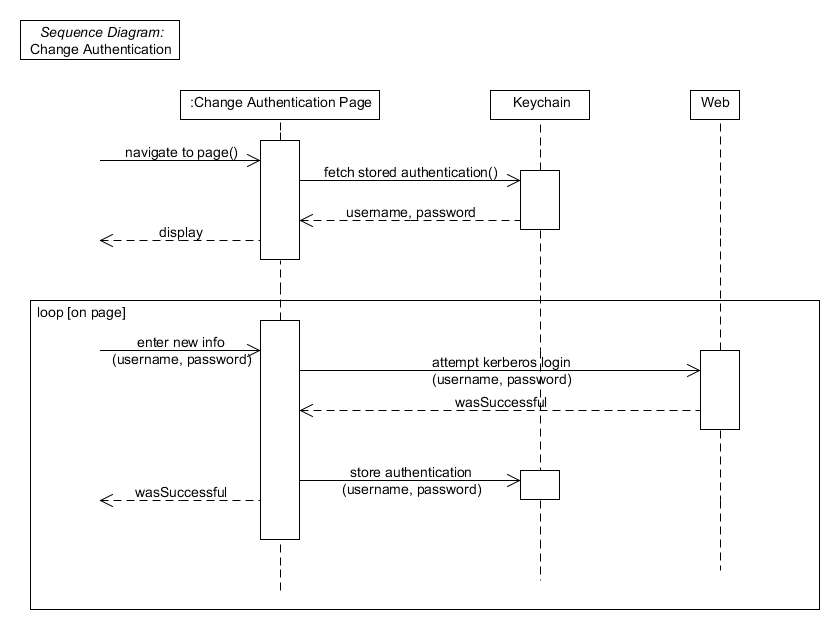 Sequence Diagram:
Change Authentication
:Change Authentication Page
Keychain
Web
navigate to page()
fetch stored authentication()
username, password
display
loop [on page]
enter new info
(username, password)
attempt kerberos login
(username, password)
wasSuccessful
store authentication
(username, password)
wasSuccessful